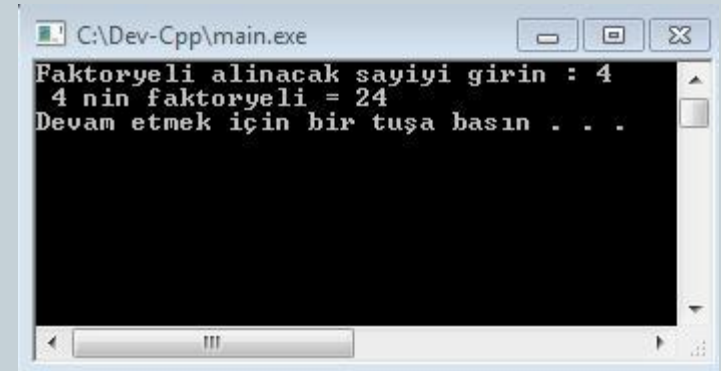 C:\Dev-Cpp\main.exe
Faktoryeli alinacak sayiyi girin : 4
4 nin faktoryeli = 24
Devam etmek için bir tuşa basın . . .